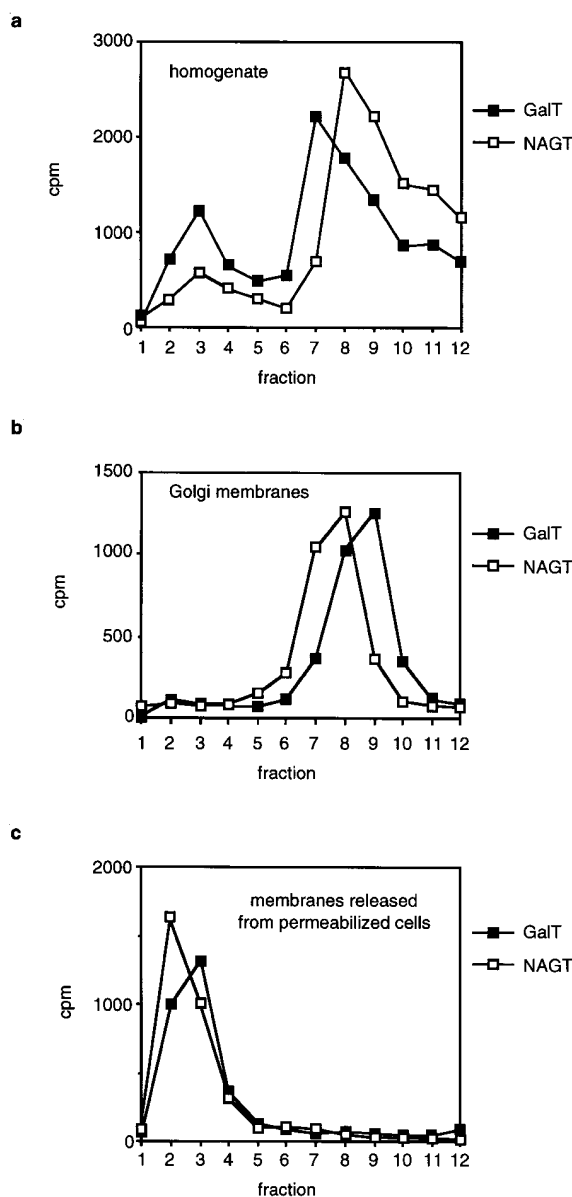 a
3000
2000
1000
0
cpm
homogenate
GalT
NAGT
1 2 3 4 5 6 7 8 9 10 11 12
fraction
b
1500
1000
500
0
cpm
Golgi membranes
GalT
NAGT
1 2 3 4 5 6 7 8 9 10 11 12
fraction
c
2000
1000
0
cpm
membranes released
from permeabilized cells
GalT
NAGT
1 2 3 4 5 6 7 8 9 10 11 12
fraction